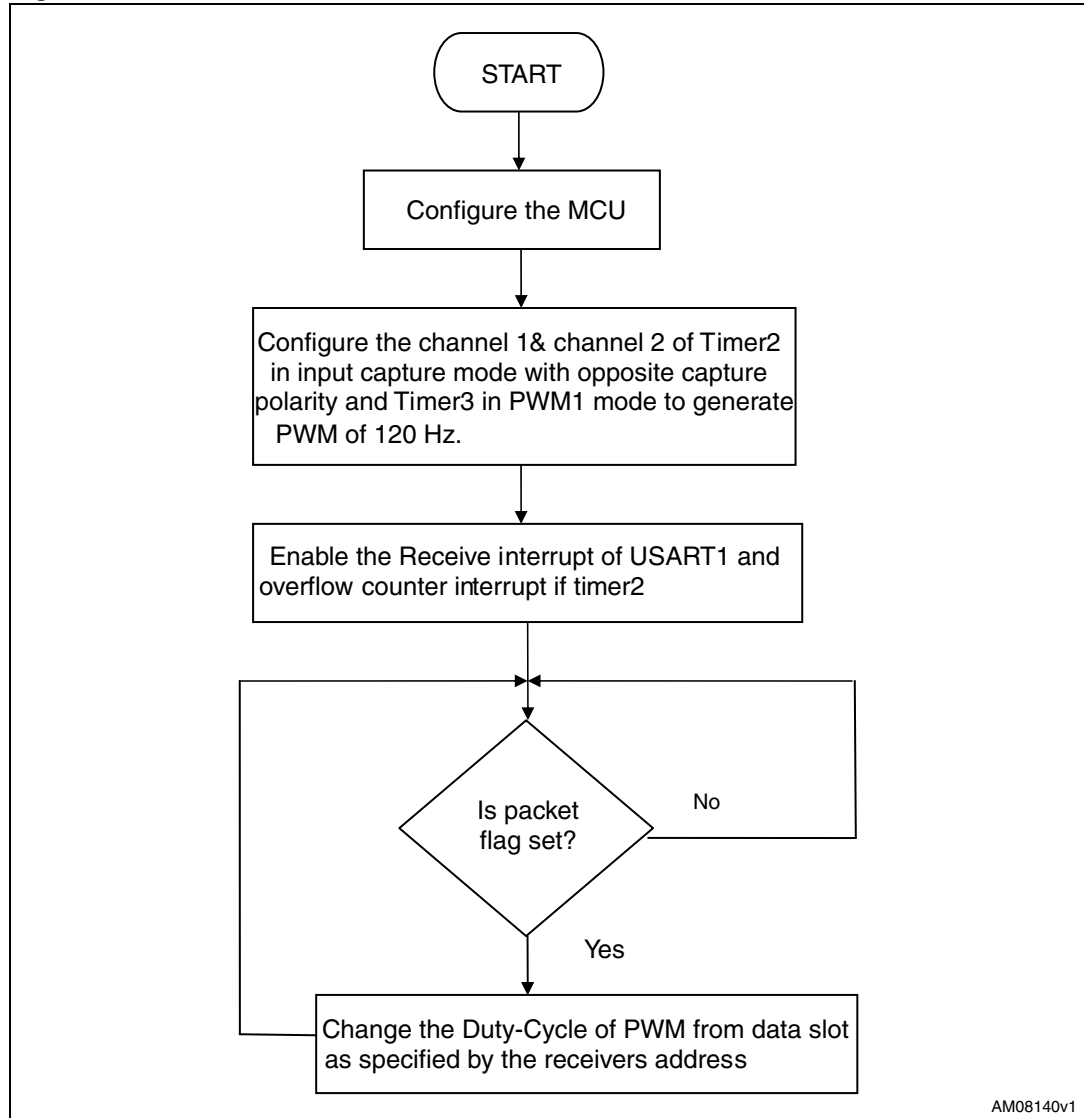 START
Configure the MCU
Configure the channel 1& channel 2 of Timer2
in input capture mode with opposite capture
polarity and Timer3 in PWM1 mode to generate
PWM of 120 Hz.
Enable the Receive interrupt of USART1 and
overflow counter interrupt if timer2
Is packet
flag set?
No
Yes
Change the Duty-Cycle of PWM from data slot
as specified by the receivers address
AM08140v1